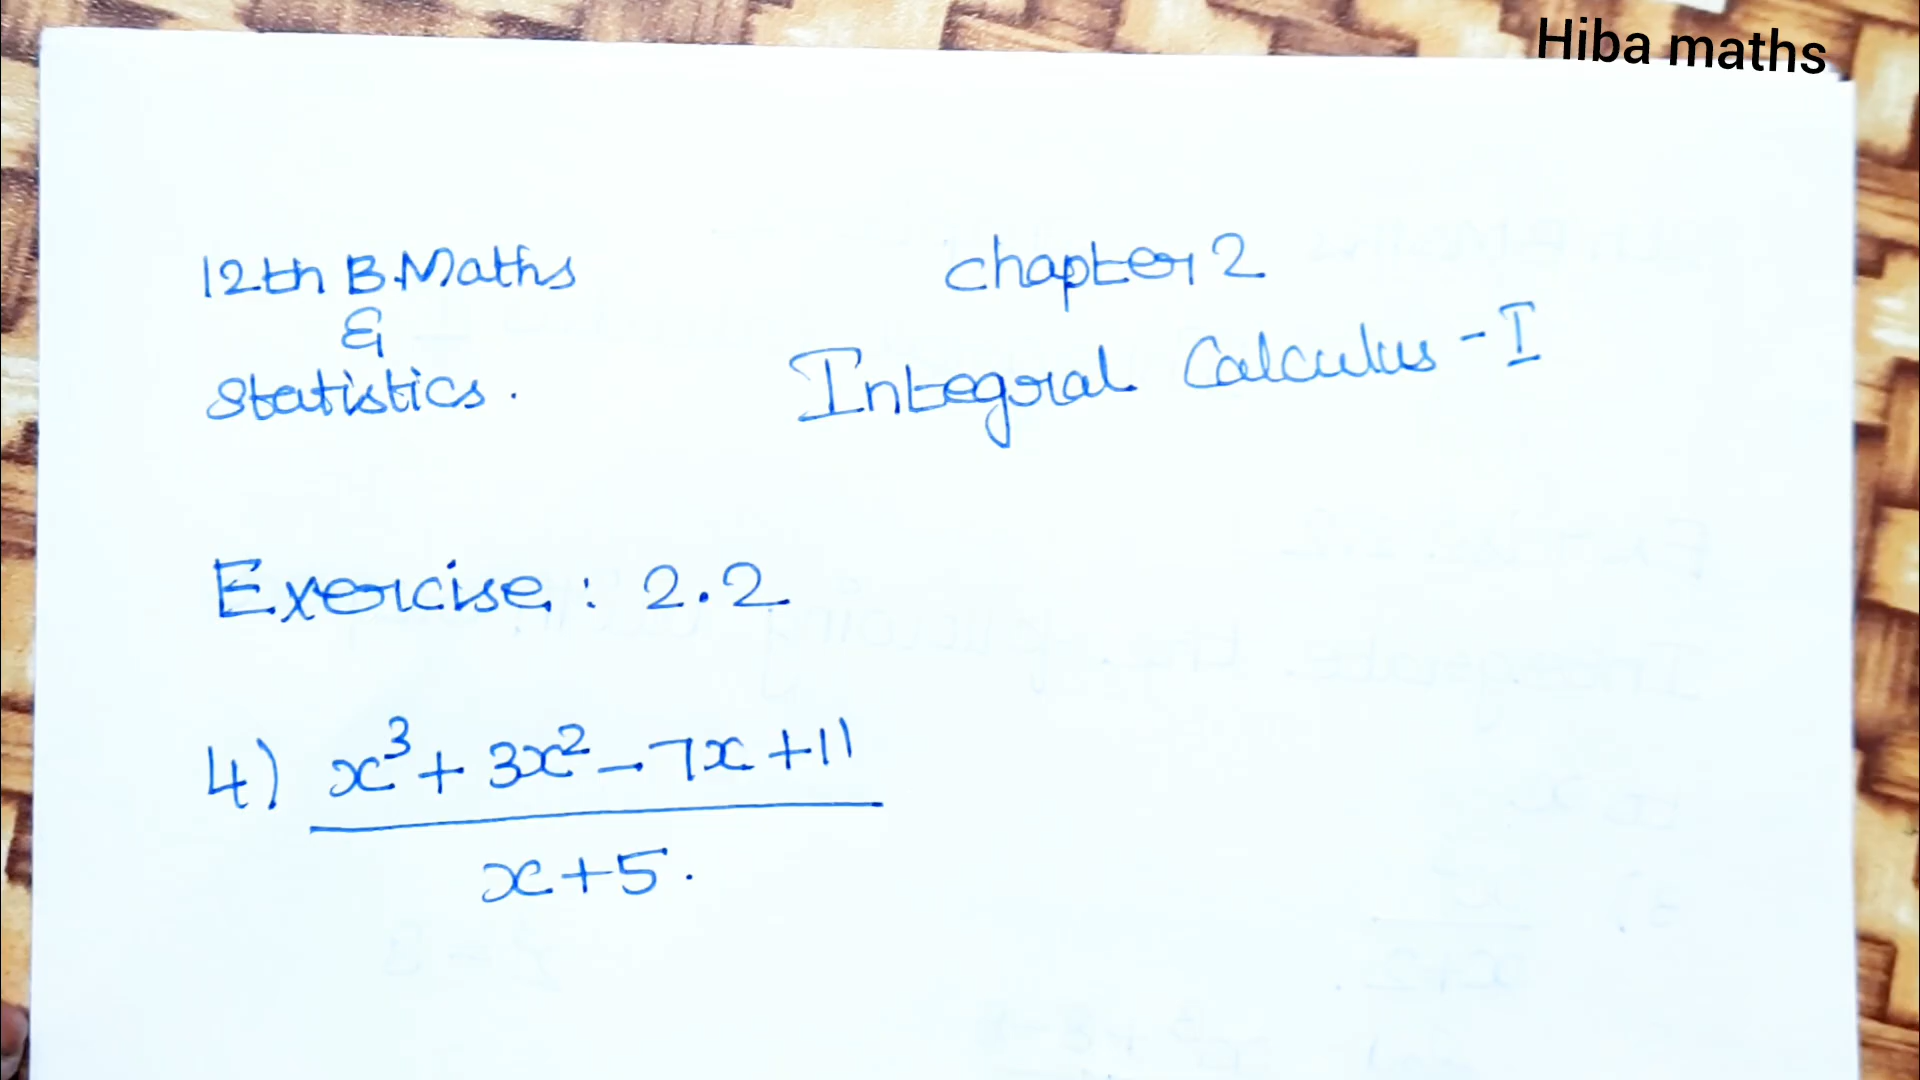 Hiba maths
12th B.Maths
&
Statistics.
Chapter 2
Integral Calculus - I
Exercise: 2.2
4) x³ + 3x² - 7x + 11
x + 5.